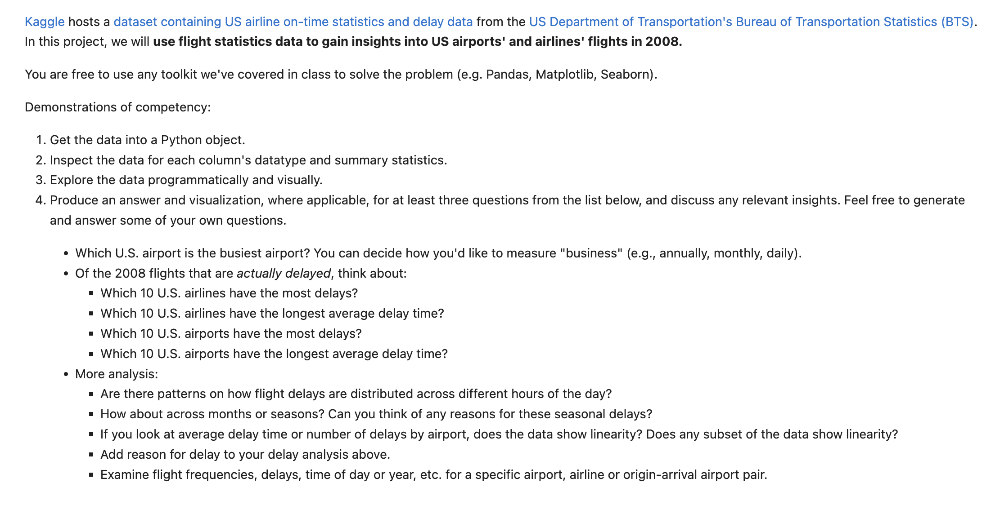 Kaggle hosts a dataset containing US airline on-time statistics and delay data from the US Department of Transportation's Bureau of Transportation Statistics (BTS).
In this project, we will use flight statistics data to gain insights into US airports' and airlines' flights in 2008.
You are free to use any toolkit we've covered in class to solve the problem (e.g. Pandas, Matplotlib, Seaborn).
Demonstrations of competency:
1. Get the data into a Python object.
2. Inspect the data for each column's datatype and summary statistics.
3. Explore the data programmatically and visually.
4. Produce an answer and visualization, where applicable, for at least three questions from the list below, and discuss any relevant insights. Feel free to generate
and answer some of your own questions.
• Which U.S. airport is the busiest airport? You can decide how you'd like to measure "business" (e.g., annually, monthly, daily).
• Of the 2008 flights that are actually delayed, think about:
▪ Which 10 U.S. airlines have the most delays?
▪ Which 10 U.S. airlines have the longest average delay time?
▪ Which 10 U.S. airports have the most delays?
▪ Which 10 U.S. airports have the longest average delay time?
• More analysis:
▪ Are there patterns on how flight delays are distributed across different hours of the day?
▪ How about across months or seasons? Can you think of any reasons for these seasonal delays?
▪ If you look at average delay time or number of delays by airport, does the data show linearity? Does any subset of the data show linearity?
▪ Add reason for delay to your delay analysis above.
▪ Examine flight frequencies, delays, time of day or year, etc. for a specific airport, airline or origin-arrival airport pair.